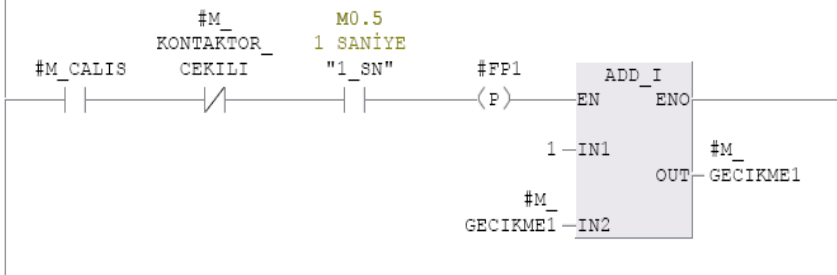 #M_
KONTAKTOR_
CEKILI
#M_CALIS
M0.5
1 SANİYE
"1_SN"
#FP1
P
ADD_I
EN ENO
1 IN1
OUT
#M_
GECIKME1
#M_
GECIKME1 IN2